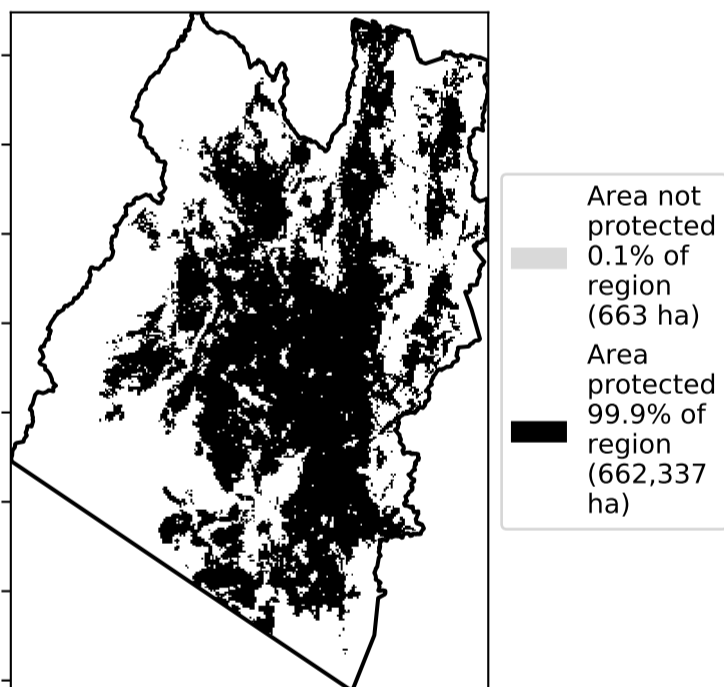 Area not
protected
0.1% of
region
(663 ha)
Area
protected
99.9% of
region
(662,337
ha)